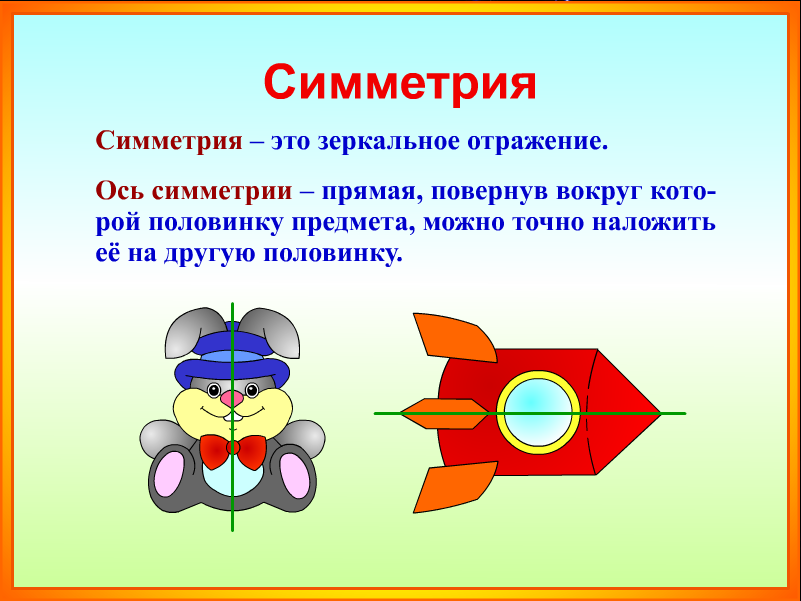 Симметрия
Симметрия – это зеркальное отражение.
Ось симметрии – прямая, повернув вокруг кото-
рой половинку предмета, можно точно наложить
её на другую половинку.